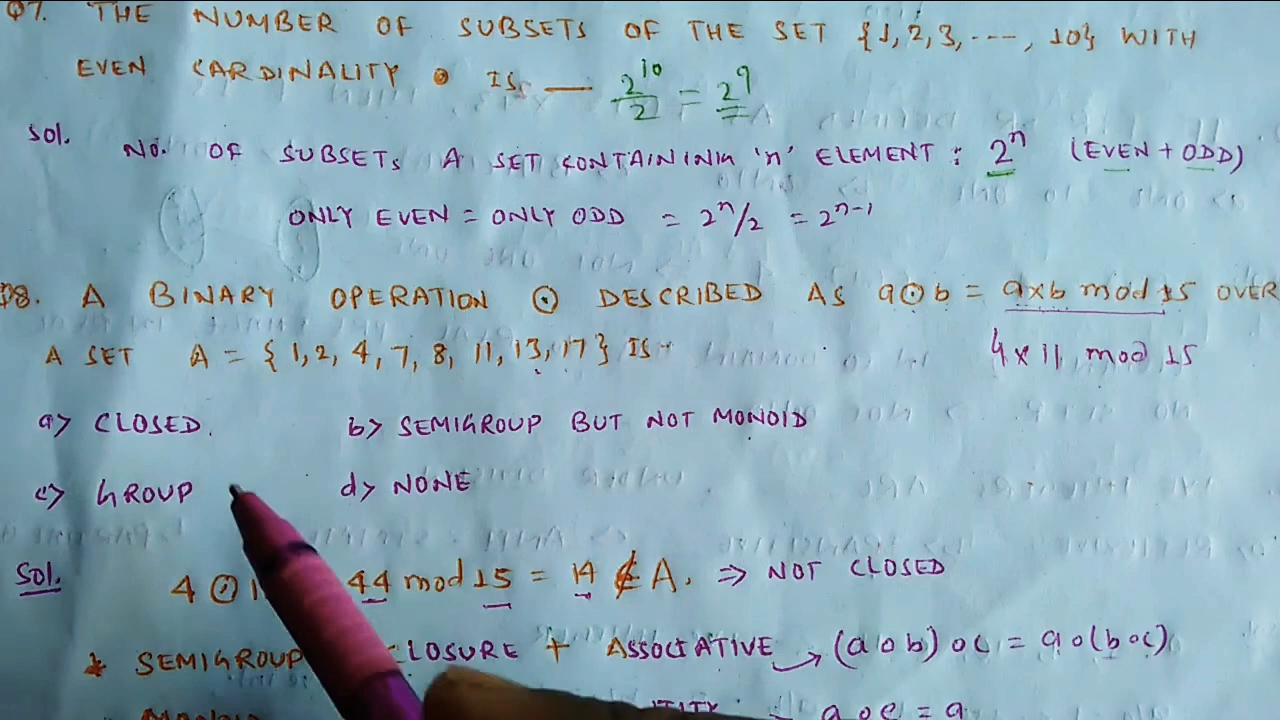 Q7. THE NUMBER OF SUBSETS OF THE SET {1, 2, 3, ---, 10} WITH
EVEN CARDINALITY IS __ 2^10/2 = 2^9
Sol. NO. OF SUBSETS A SET CONTAINING 'n' ELEMENT : 2^n (EVEN + ODD)
ONLY EVEN = ONLY ODD = 2^n/2 = 2^n-1
Q8. A BINARY OPERATION ⊙ DESCRIBED AS a⊙b = axb mod 15 OVER
A SET A = {1, 2, 4, 7, 8, 11, 13, 17} IS
4 x 11 mod 15
a> CLOSED. b> SEMIGROUP BUT NOT MONOID
c> GROUP d> NONE
Sol. 4 ⊙ 44 mod 15 = 14 ∉ A. ⇒ NOT CLOSED
* SEMIGROUP CLOSURE + ASSOCIATIVE → (a o b) o c = a o (b o c)
a o e = a